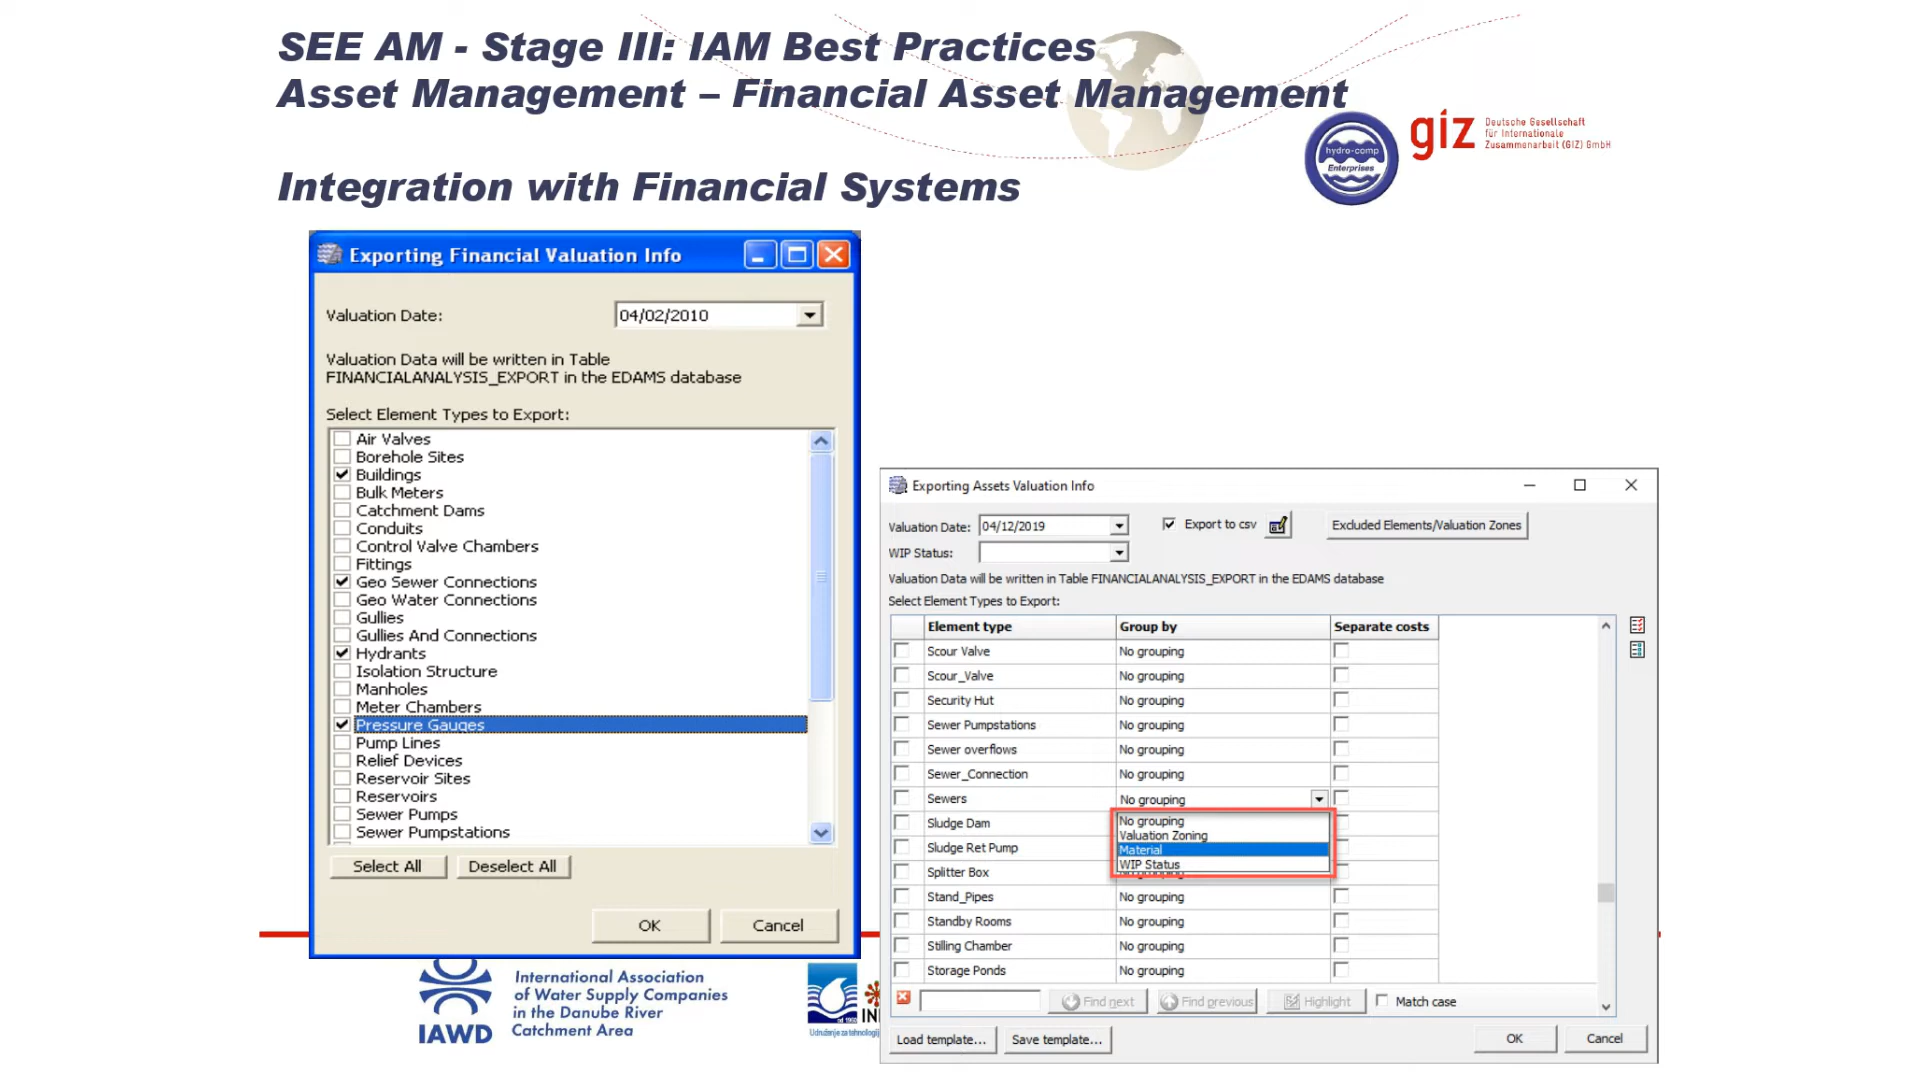 SEE AM - Stage III: IAM Best Practices
Asset Management – Financial Asset Management
Integration with Financial Systems
hydro-comp
Enterprises
giz
Deutsche Gesellschaft
für Internationale
Zusammenarbeit (GIZ) GmbH
Exporting Financial Valuation Info
Valuation Date: 04/02/2010
Valuation Data will be written in Table
FINANCIALANALYSIS_EXPORT in the EDAMS database
Select Element Types to Export:
Air Valves
Borehole Sites
Buildings
Bulk Meters
Catchment Dams
Conduits
Control Valve Chambers
Fittings
Geo Sewer Connections
Geo Water Connections
Gullies
Gullies And Connections
Hydrants
Isolation Structure
Manholes
Meter Chambers
Pressure Gauges
Pump Lines
Relief Devices
Reservoir Sites
Reservoirs
Sewer Pumps
Sewer Pumpstations
Select All Deselect All
OK Cancel
Exporting Assets Valuation Info
Valuation Date: 04/12/2019 Export to csv Excluded Elements/Valuation Zones
WIP Status:
Valuation Data will be written in Table FINANCIALANALYSIS_EXPORT in the EDAMS database
Select Element Types to Export:
Element type Group by Separate costs
Scour Valve No grouping
Scour_Valve No grouping
Security Hut No grouping
Sewer Pumpstations No grouping
Sewer overflows No grouping
Sewer_Connection No grouping
Sewers No grouping
No grouping
Sludge Dam
Valuation Zoning
Material
Sludge Ret Pump
WIP Status
Splitter Box No grouping
Stand_Pipes No grouping
Standby Rooms No grouping
Stilling Chamber No grouping
Storage Ponds No grouping
Find next Find previous Highlight Match case
Load template... Save template... OK Cancel
IAWD
International Association
of Water Supply Companies
in the Danube River
Catchment Area
Udruženje za tehnologij